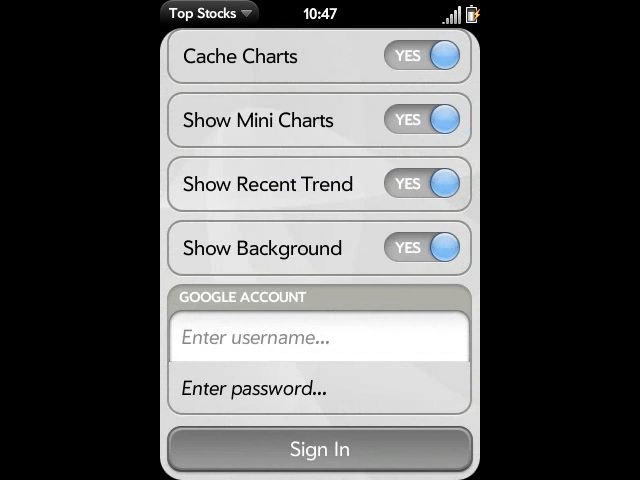 Top Stocks 10:47
Cache Charts YES
Show Mini Charts YES
Show Recent Trend YES
Show Background YES
GOOGLE ACCOUNT
Enter username...
Enter password...
Sign In